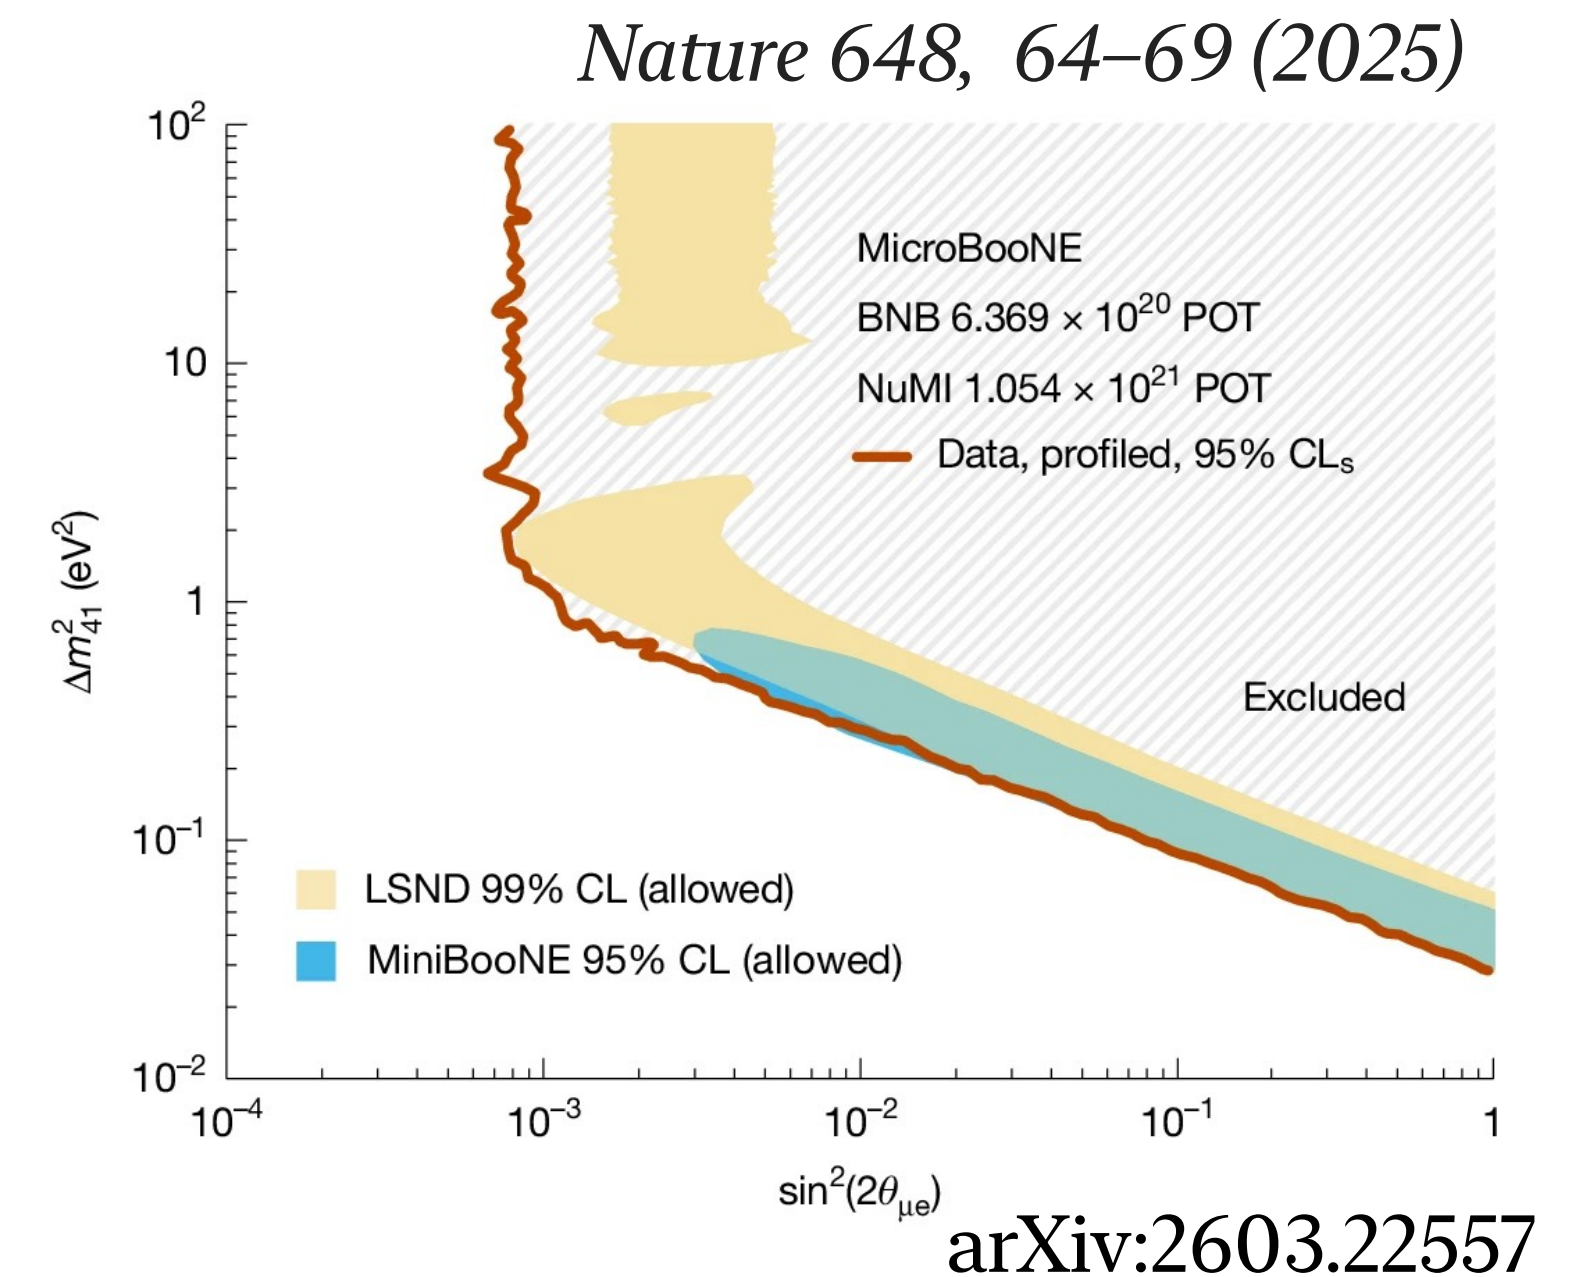 Nature 648, 64–69 (2025)
10²
10
1
10⁻¹
10⁻²
Δm²₄₁ (eV²)
MicroBooNE
BNB 6.369 × 10²⁰ POT
NuMI 1.054 × 10²¹ POT
Data, profiled, 95% CLₛ
Excluded
LSND 99% CL (allowed)
MiniBooNE 95% CL (allowed)
10⁻⁴ 10⁻³ 10⁻² 10⁻¹ 1
sin²(2θμe)
arXiv:2603.22557